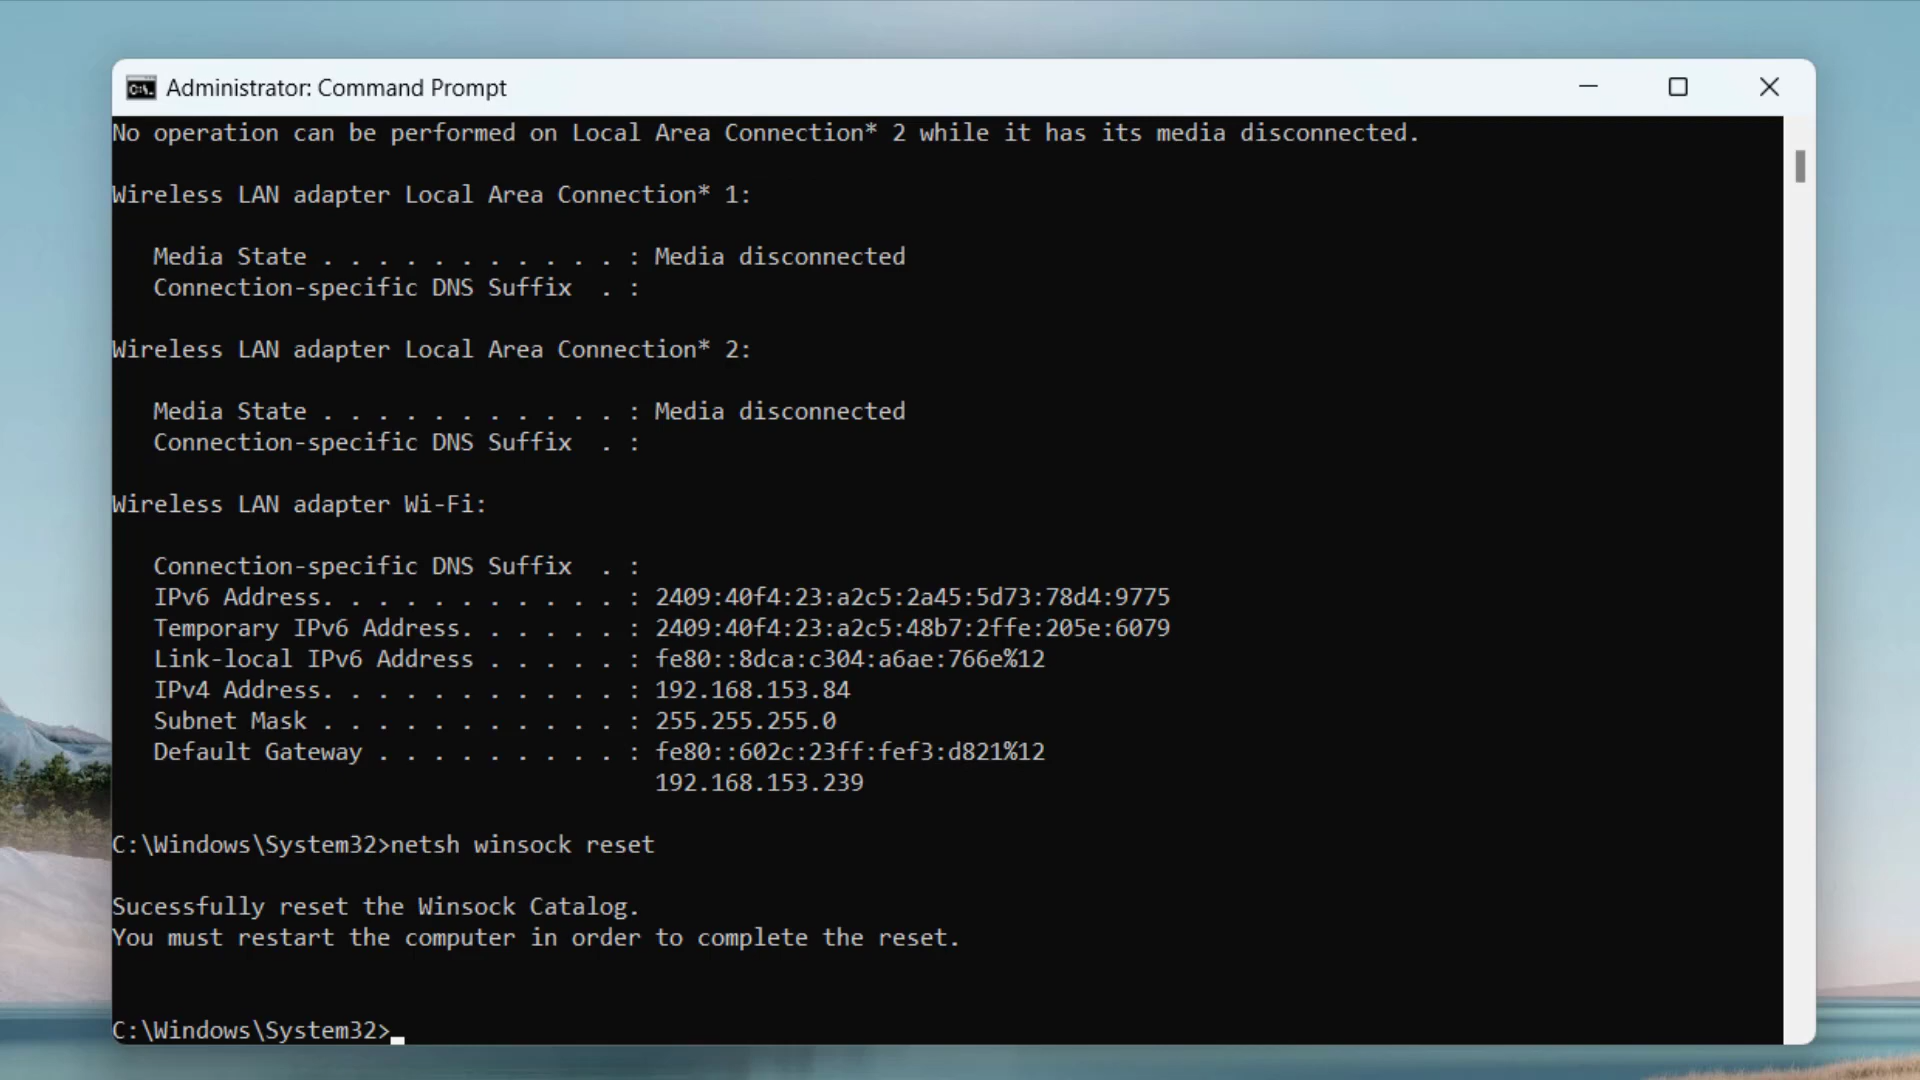 Administrator: Command Prompt
No operation can be performed on Local Area Connection* 2 while it has its media disconnected.
Wireless LAN adapter Local Area Connection* 1:
Media State . . . . . . . . . . . : Media disconnected
Connection-specific DNS Suffix  . :
Wireless LAN adapter Local Area Connection* 2:
Media State . . . . . . . . . . . : Media disconnected
Connection-specific DNS Suffix  . :
Wireless LAN adapter Wi-Fi:
Connection-specific DNS Suffix  . :
IPv6 Address. . . . . . . . . . . : 2409:40f4:23:a2c5:2a45:5d73:78d4:9775
Temporary IPv6 Address. . . . . . : 2409:40f4:23:a2c5:48b7:2ffe:205e:6079
Link-local IPv6 Address . . . . . : fe80::8dca:c304:a6ae:766e%12
IPv4 Address. . . . . . . . . . . : 192.168.153.84
Subnet Mask . . . . . . . . . . . : 255.255.255.0
Default Gateway . . . . . . . . . : fe80::602c:23ff:fef3:d821%12
192.168.153.239
C:\Windows\System32>netsh winsock reset
Sucessfully reset the Winsock Catalog.
You must restart the computer in order to complete the reset.
C:\Windows\System32>